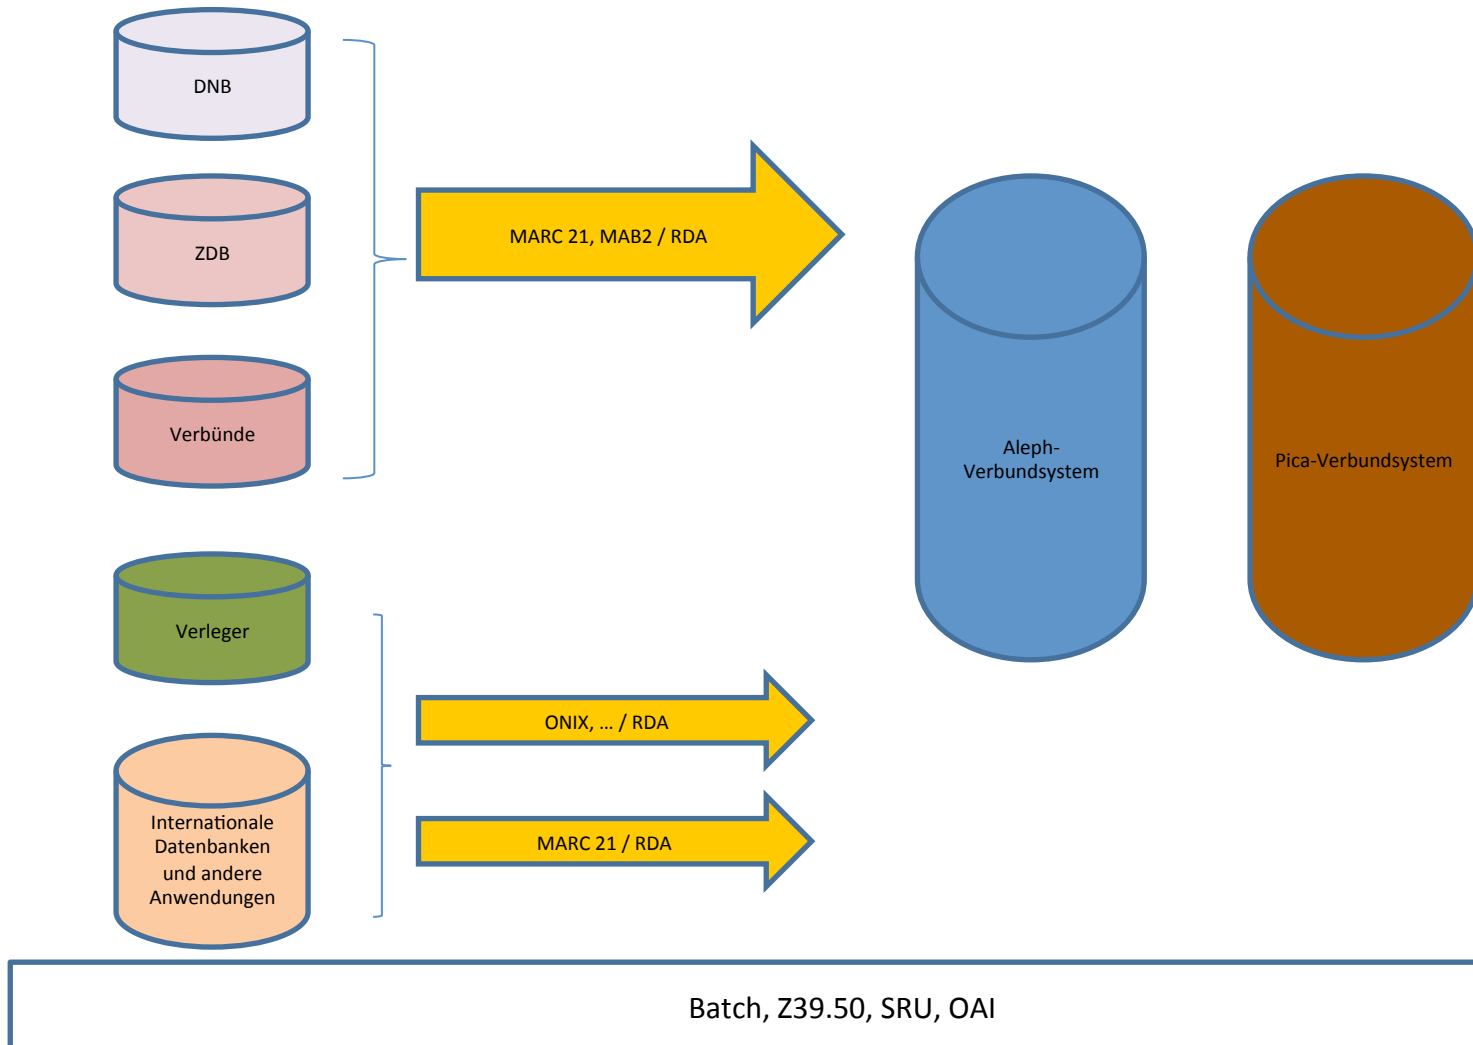 DNB
ZDB
Verbünde
MARC 21, MAB2 / RDA
Aleph-
Verbundsystem
Pica-Verbundsystem
Verleger
Internationale
Datenbanken
und andere
Anwendungen
ONIX, ... / RDA
MARC 21 / RDA
Batch, Z39.50, SRU, OAI